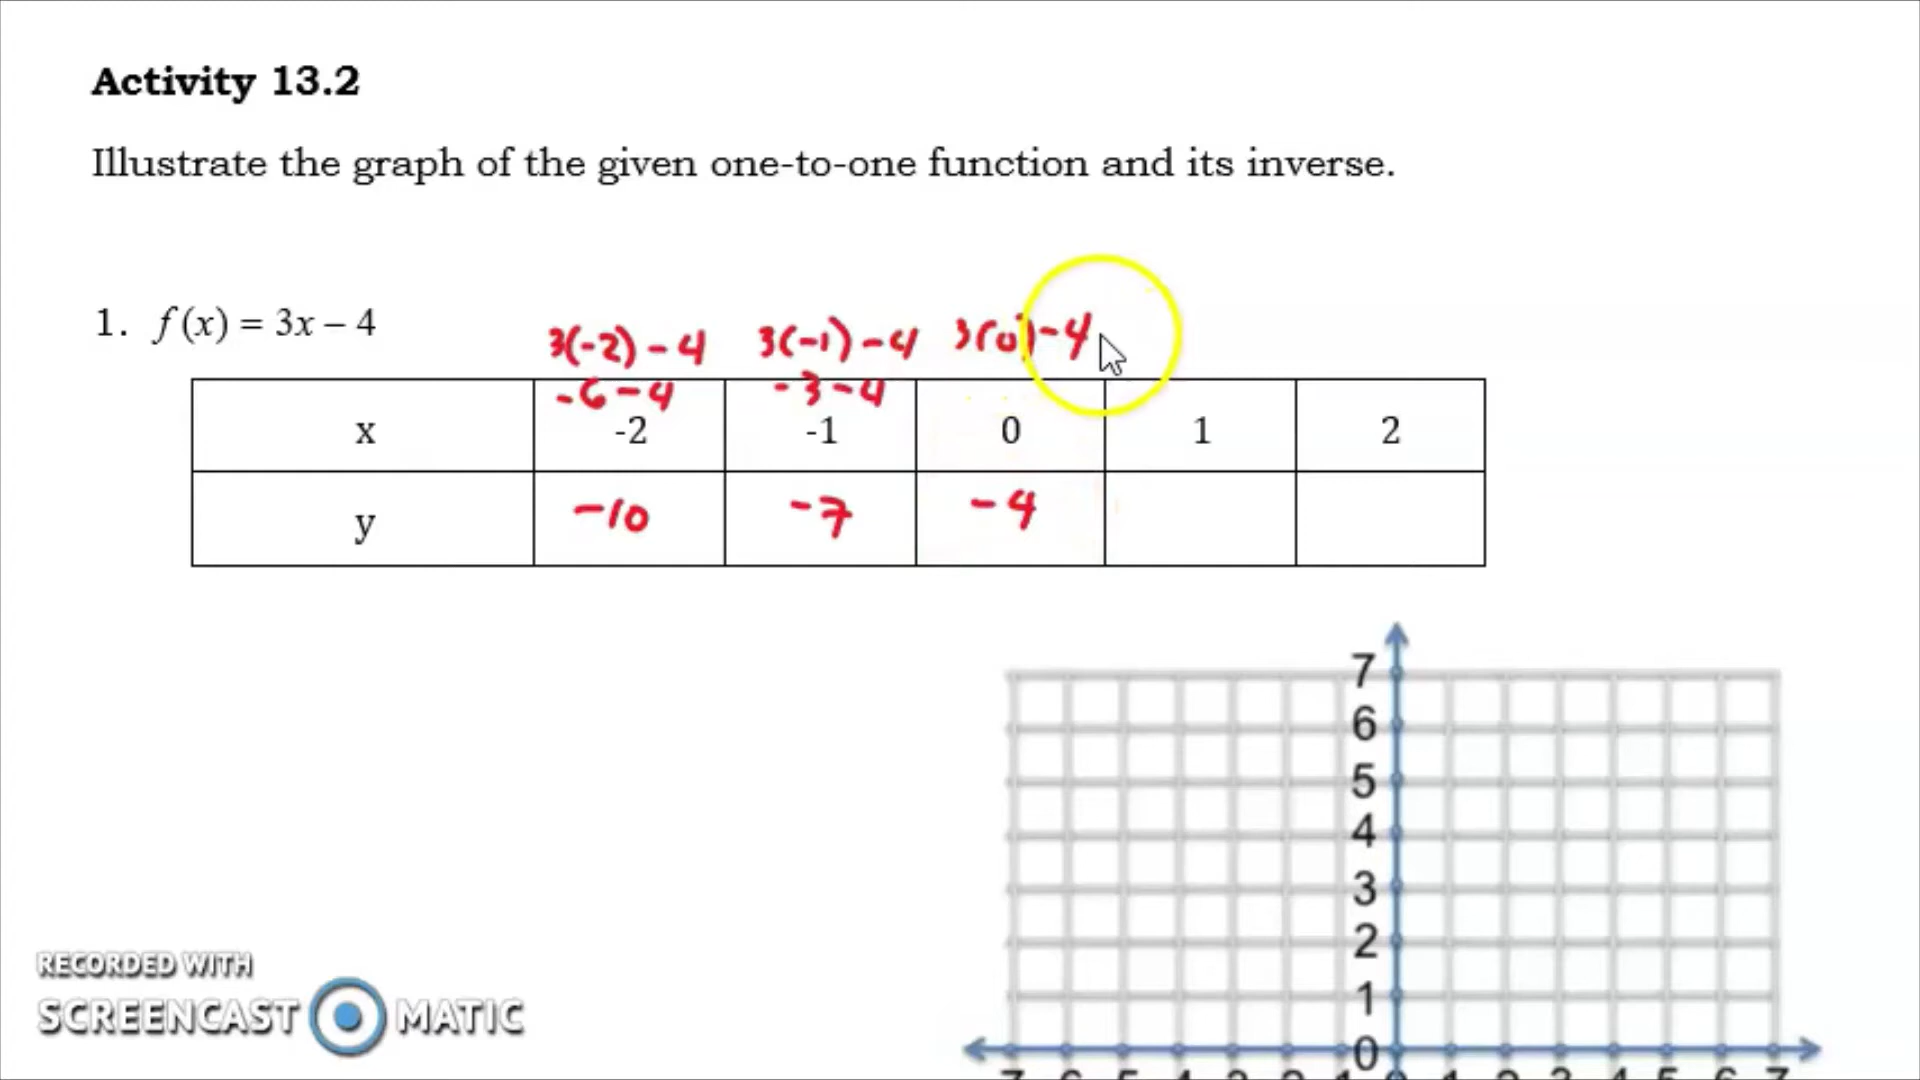 Activity 13.2
Illustrate the graph of the given one-to-one function and its inverse.
1. f(x) = 3x – 4
3(-2) - 4 3(-1) - 4 3(0) - 4
-6 - 4 -3 - 4
x -2 -1 0 1 2
y -10 -7 -4
7
6
5
4
3
2
1
0
RECORDED WITH
SCREENCAST MATIC